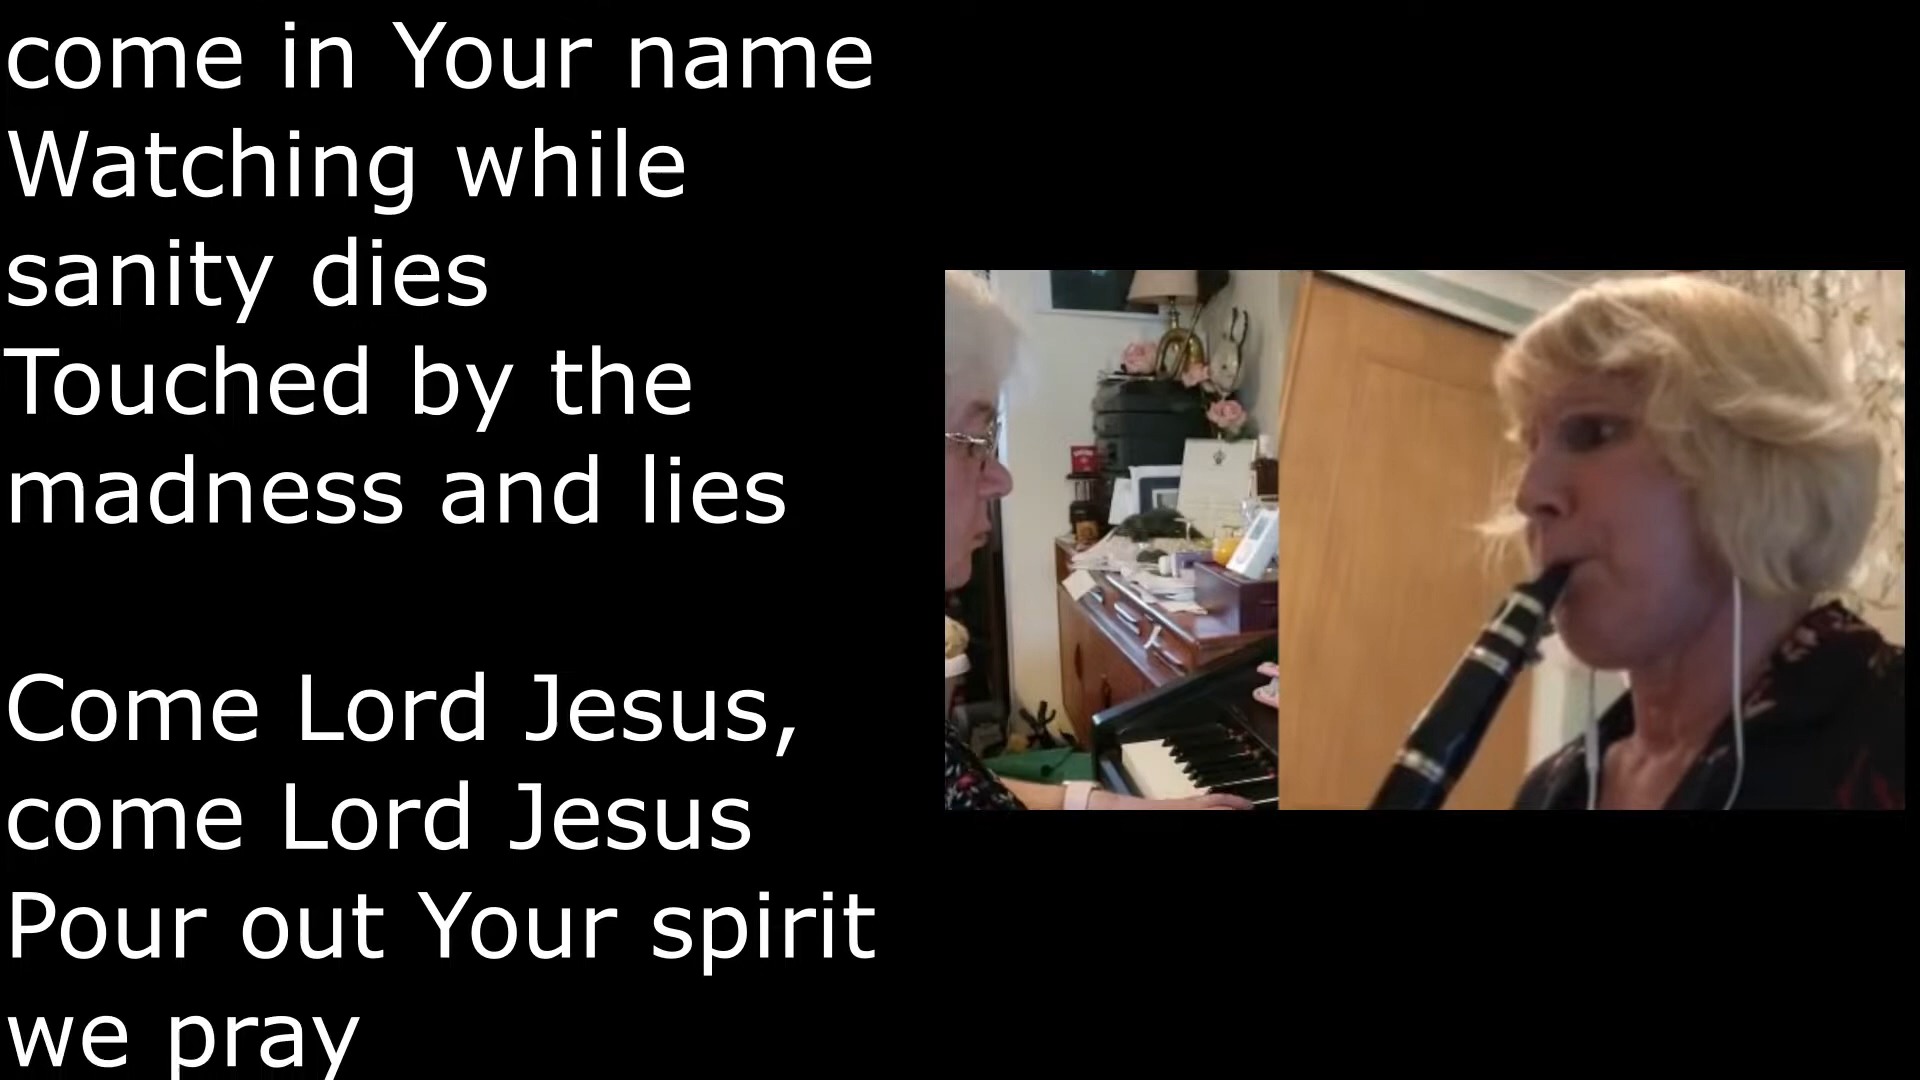 come in Your name
Watching while
sanity dies
Touched by the
madness and lies
Come Lord Jesus,
come Lord Jesus
Pour out Your spirit
we pray